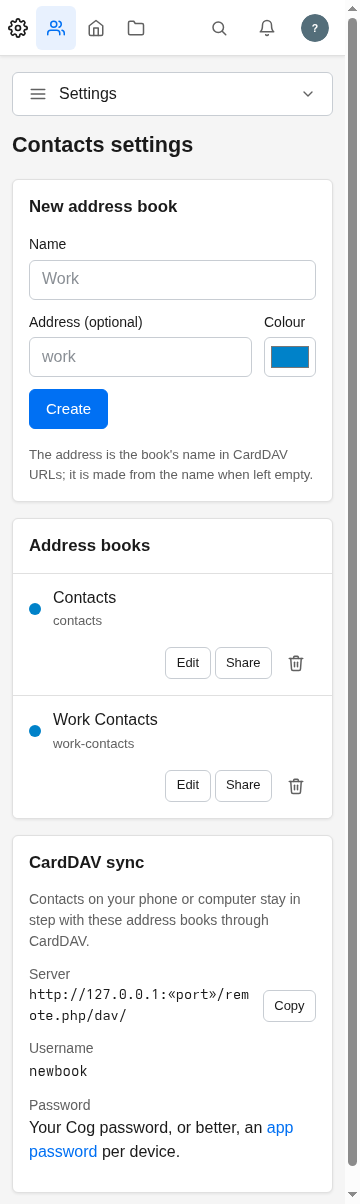 ?
Settings
Contacts settings
New address book
Name
Work
Address (optional)
Colour
work
Create
The address is the book's name in CardDAV
URLs; it is made from the name when left empty.
Address books
Contacts
contacts
Edit
Share
Work Contacts
work-contacts
Edit
Share
CardDAV sync
Contacts on your phone or computer stay in
step with these address books through
CardDAV.
Server
http://127.0.0.1:«port»/rem
ote.php/dav/
Copy
Username
newbook
Password
Your Cog password, or better, an app
password per device.